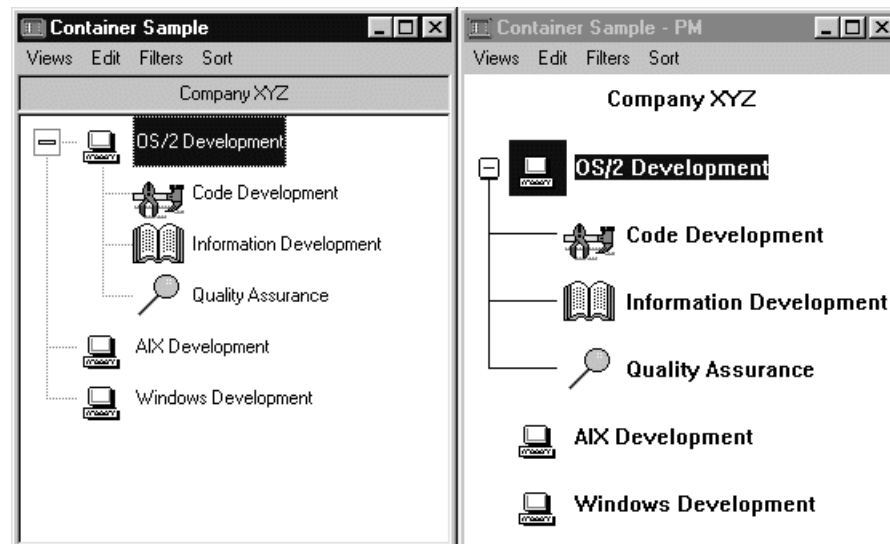 Container Sample
Views Edit Filters Sort
Company XYZ
OS/2 Development
Code Development
Information Development
Quality Assurance
AIX Development
Windows Development
Container Sample - PM
Views Edit Filters Sort
Company XYZ
OS/2 Development
Code Development
Information Development
Quality Assurance
AIX Development
Windows Development